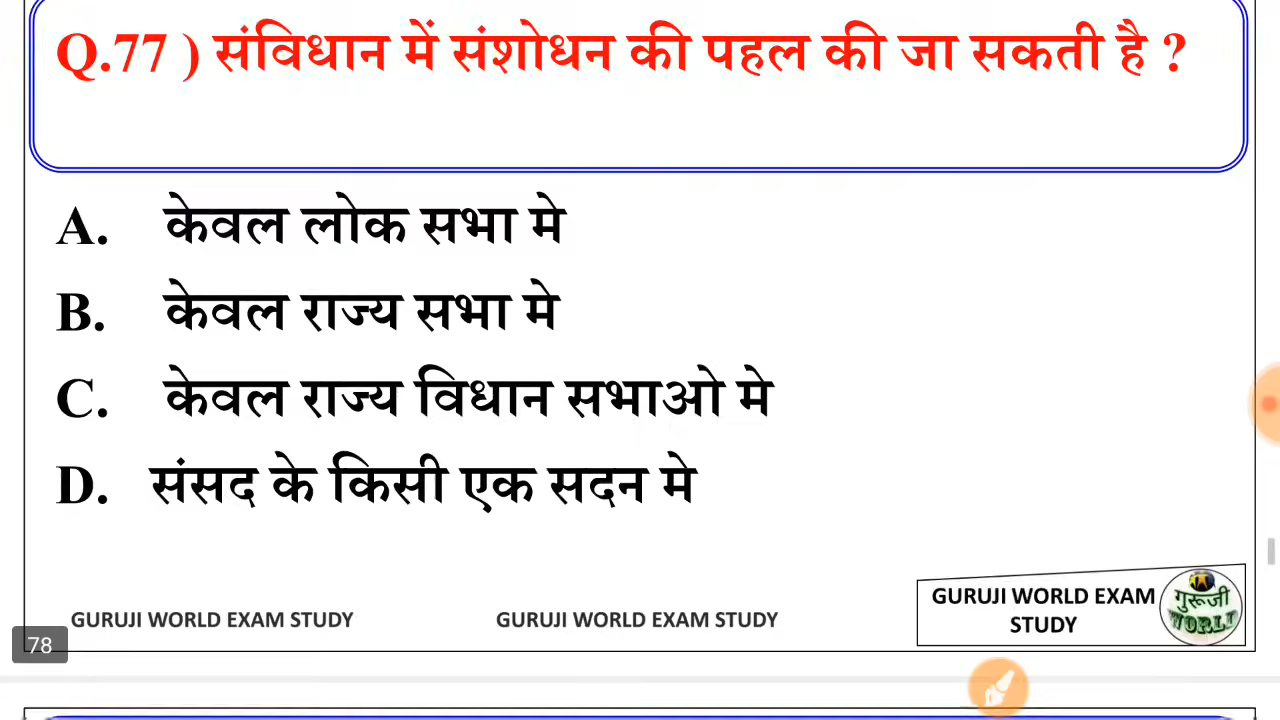 Q.77 ) संविधान में संशोधन की पहल की जा सकती है ?
A. केवल लोक सभा मे
B. केवल राज्य सभा मे
C. केवल राज्य विधान सभाओ मे
D. संसद के किसी एक सदन मे
GURUJI WORLD EXAM STUDY
GURUJI WORLD EXAM STUDY
GURUJI WORLD EXAM
STUDY
गुरूजी
WORLD
78